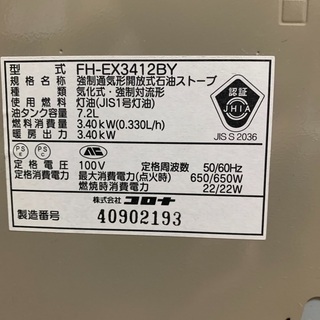 型 式 FH-EX3412BY
規 格 名 称 強制通気形開放式石油ストーブ
種 類 気化式・強制対流形
使 用 燃 料 灯油(JIS1号灯油)
油タンク容量 7.2L
燃 料 消 費 量 3.40kW(0.330L/h)
暖 房 出 力 3.40kW
認証
JHIA
JIS S 2036
PS C
PS E
定 格 電 圧 100V 定格周波数 50/60Hz
定格消費電力 最大消費電力(点火時) 650/650W
燃焼時消費電力 22/22W
株式会社 コロナ
製造番号 40902193